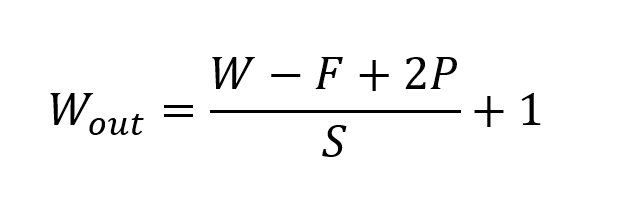 W_out = (W − F + 2P) / S + 1